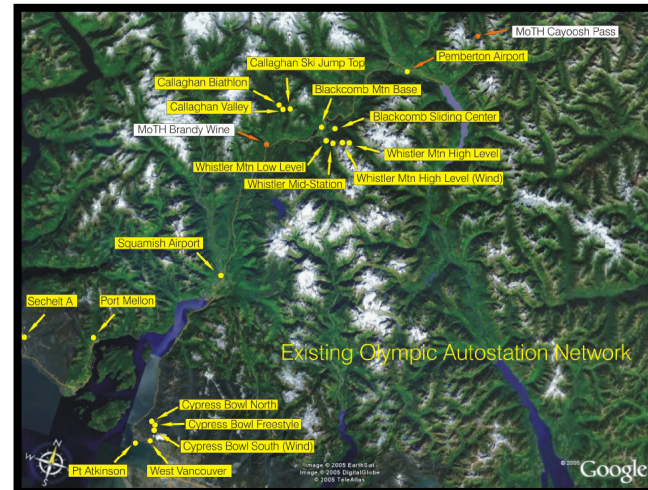 MoTH Cayoosh Pass
Pemberton Airport
Callaghan Ski Jump Top
Callaghan Biathlon
Blackcomb Mtn Base
Callaghan Valley
Blackcomb Sliding Center
MoTH Brandy Wine
Whistler Mtn High Level
Whistler Mtn Low Level
Whistler Mtn High Level (Wind)
Whistler Mid-Station
Squamish Airport
Sechelt A
Port Mellon
Existing Olympic Autostation Network
Cypress Bowl North
Cypress Bowl Freestyle
Cypress Bowl South (Wind)
Pt Atkinson
West Vancouver
N
E
S
W
Image © 2005 EarthSat
Image © 2005 DigitalGlobe
© 2005 TeleAtlas
© 2005 Google